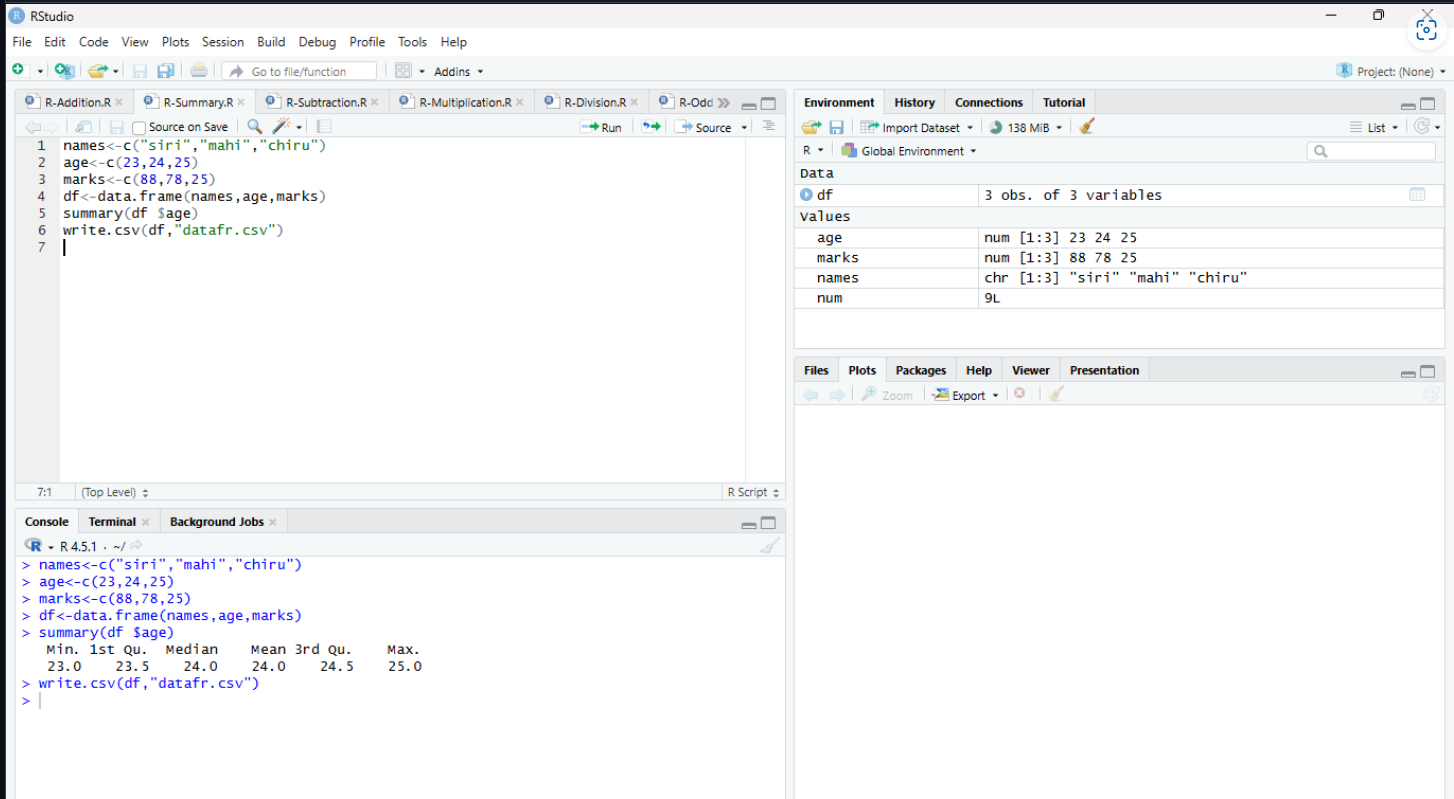 RStudio
File Edit Code View Plots Session Build Debug Profile Tools Help
Go to file/function Addins Project: (None)
R-Addition.R R-Summary.R R-Subtraction.R R-Multiplication.R R-Division.R R-Odd
Source on Save Run Source
1 names<-c("siri","mahi","chiru")
2 age<-c(23,24,25)
3 marks<-c(88,78,25)
4 df<-data.frame(names,age,marks)
5 summary(df $age)
6 write.csv(df,"datafr.csv")
7
7:1 (Top Level) R Script
Console Terminal Background Jobs
R 4.5.1 · ~/
> names<-c("siri","mahi","chiru")
> age<-c(23,24,25)
> marks<-c(88,78,25)
> df<-data.frame(names,age,marks)
> summary(df $age)
Min. 1st Qu. Median Mean 3rd Qu. Max.
23.0 23.5 24.0 24.0 24.5 25.0
> write.csv(df,"datafr.csv")
>
Environment History Connections Tutorial
Import Dataset 138 MiB List
R Global Environment
Data
df 3 obs. of 3 variables
Values
age num [1:3] 23 24 25
marks num [1:3] 88 78 25
names chr [1:3] "siri" "mahi" "chiru"
num 9L
Files Plots Packages Help Viewer Presentation
Zoom Export